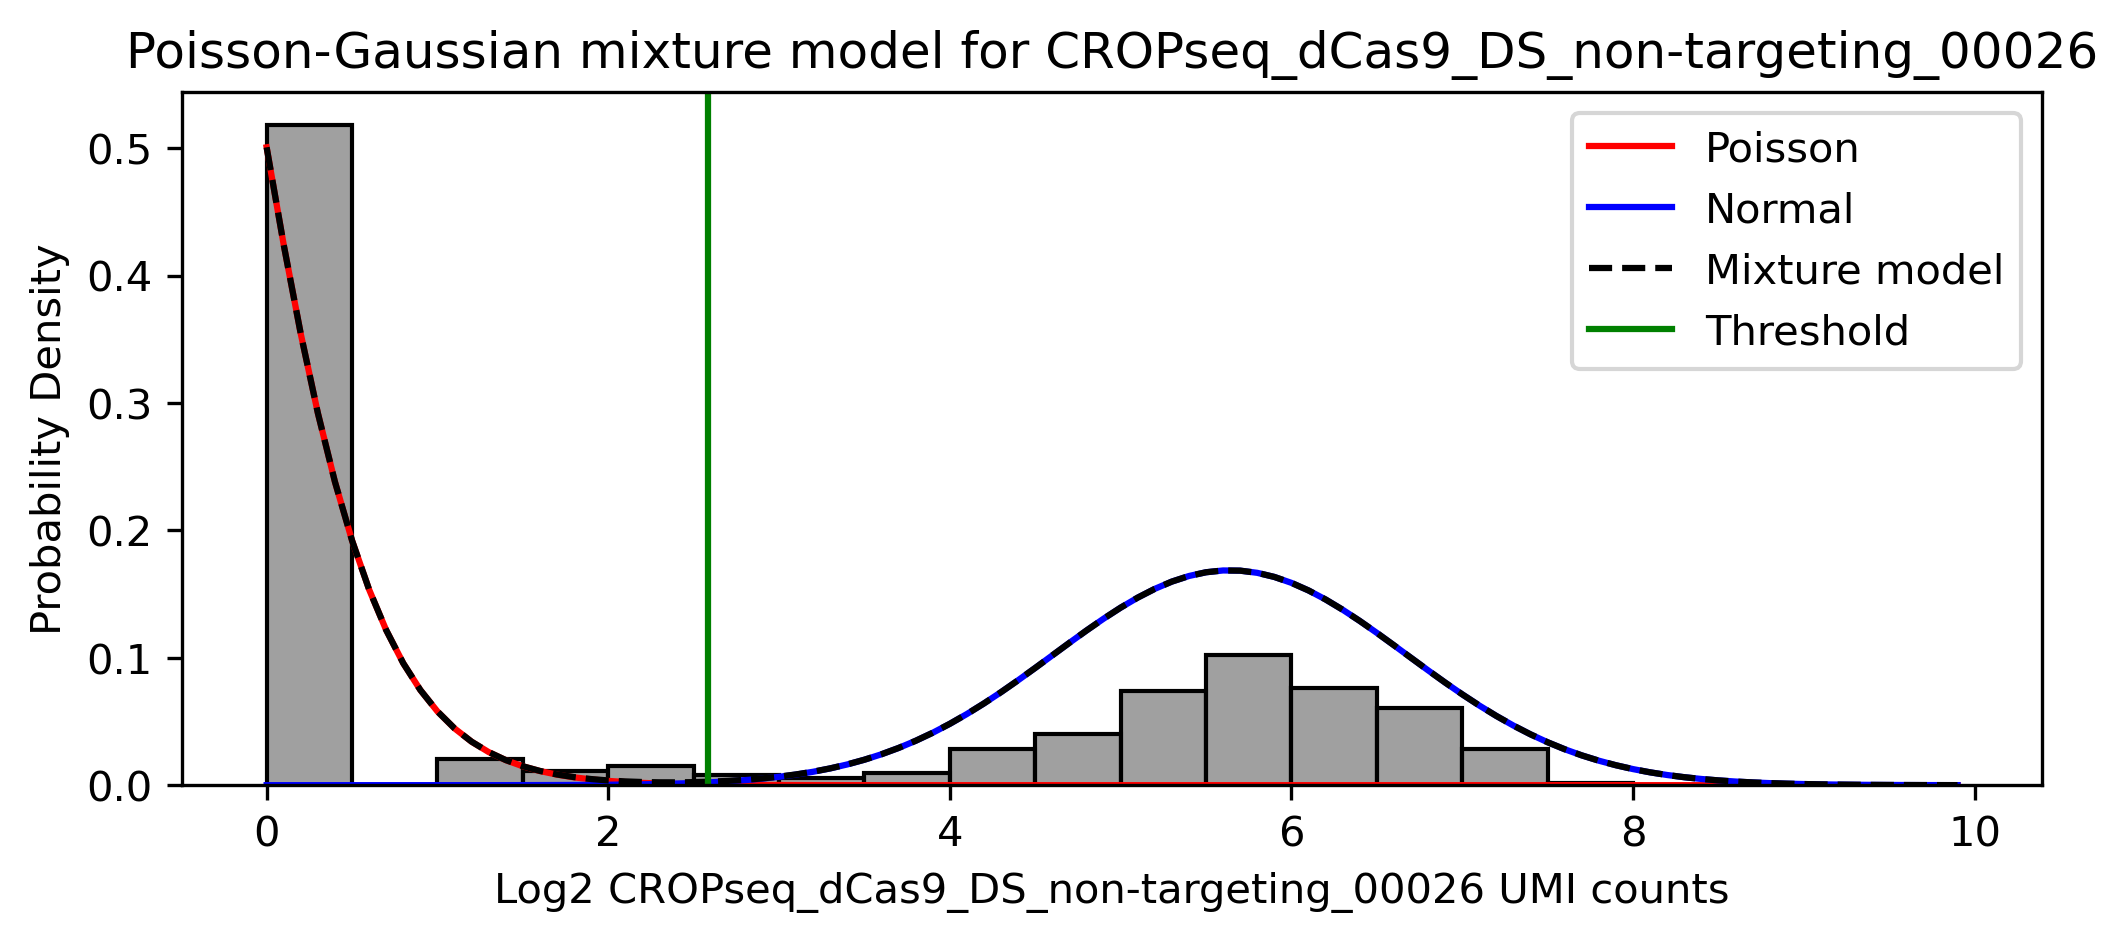 Poisson-Gaussian mixture model for CROPseq_dCas9_DS_non-targeting_00026
Probability Density
0.5
0.4
0.3
0.2
0.1
0.0
Poisson
Normal
Mixture model
Threshold
0 2 4 6 8 10
Log2 CROPseq_dCas9_DS_non-targeting_00026 UMI counts